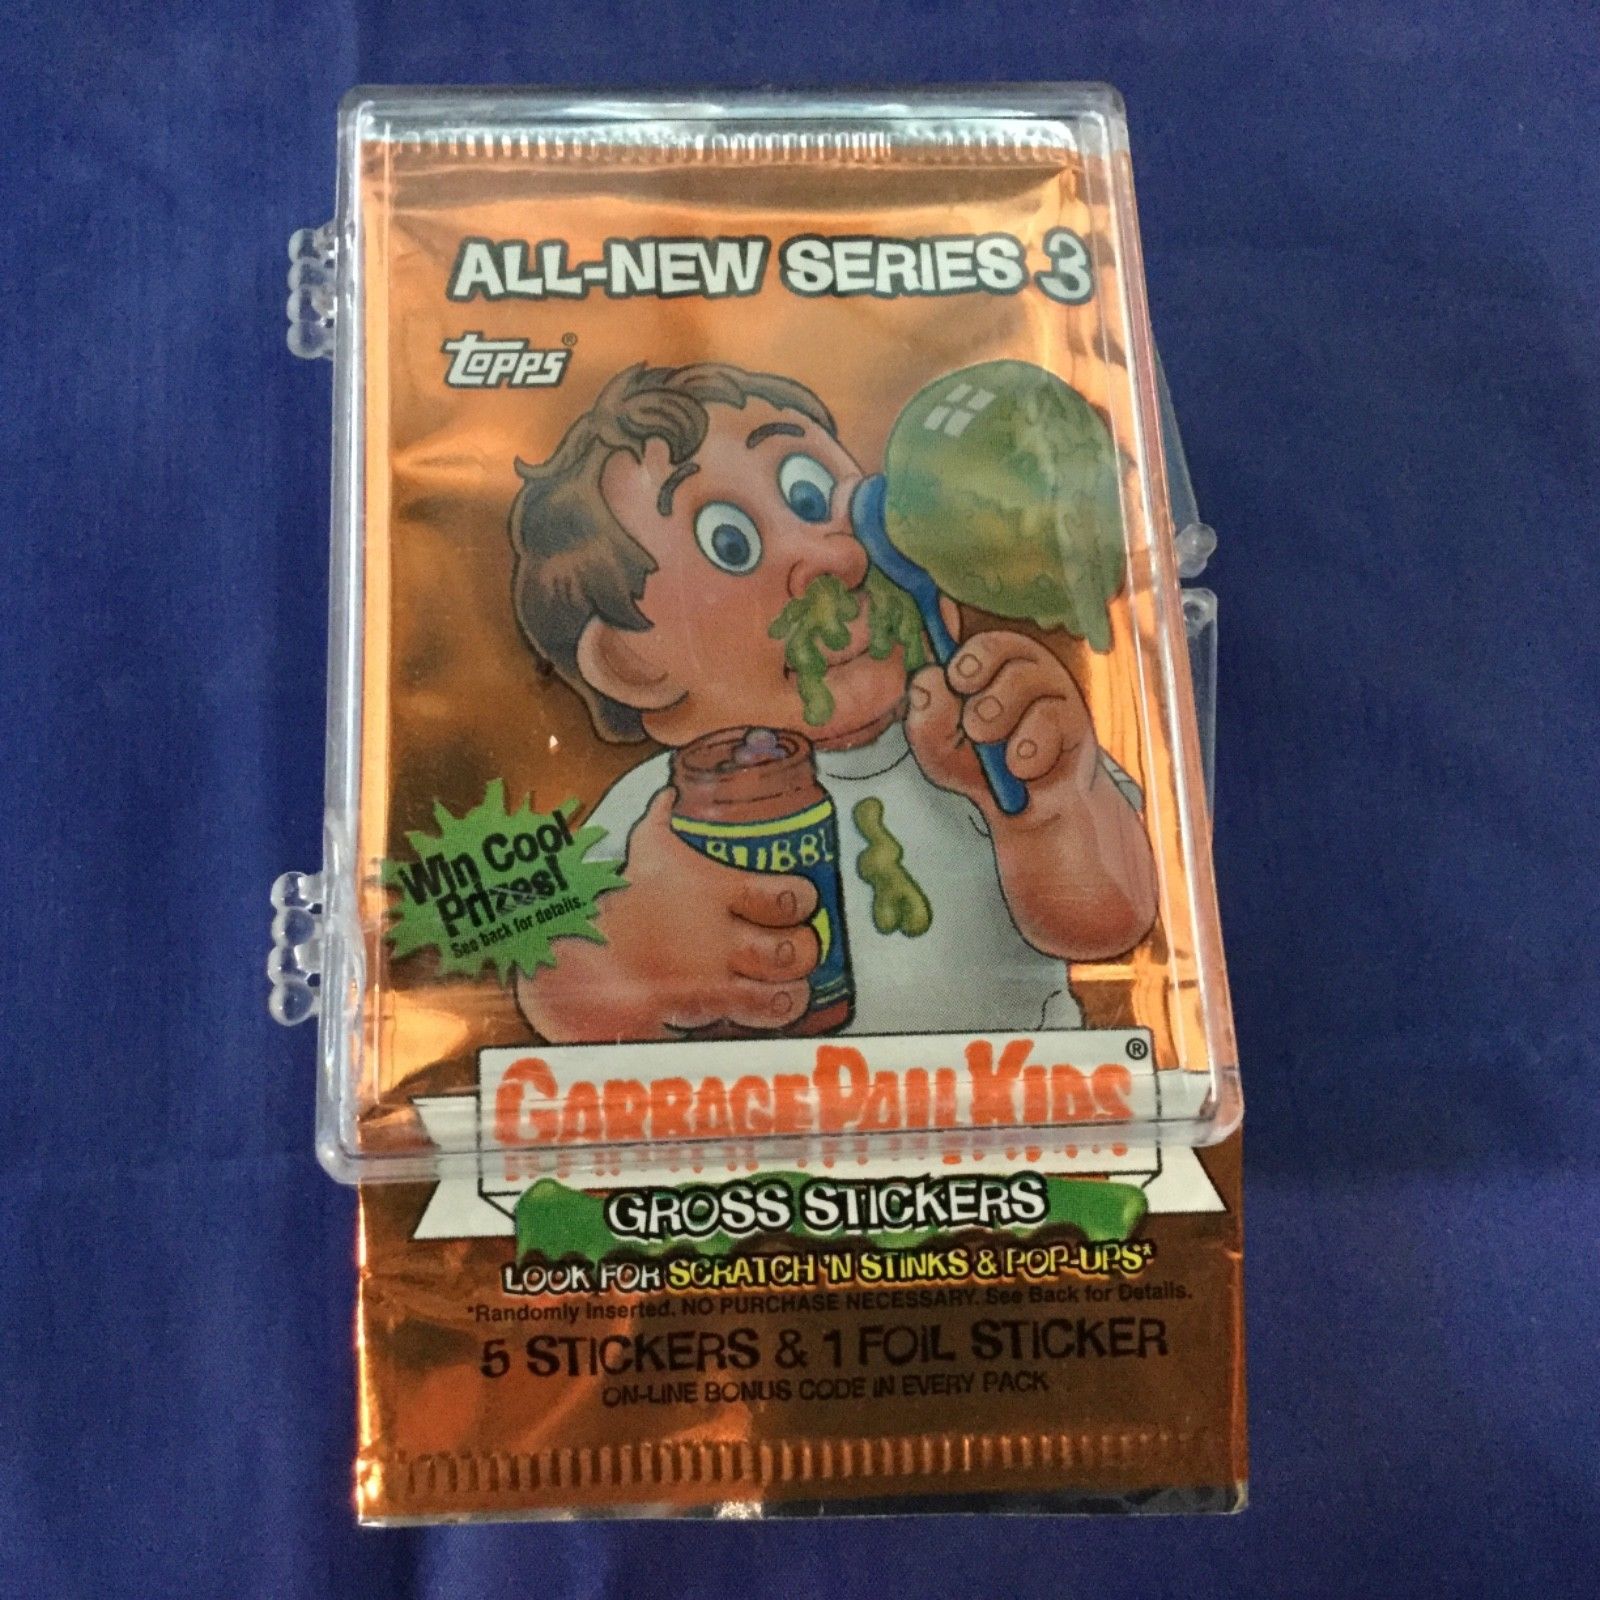 ALL-NEW SERIES 3
TOPPS®
Win Cool
Prizes!
See back for details.
BUBBL
GARBAGE PAIL KIDS®
GROSS STICKERS
LOOK FOR SCRATCH 'N STINKS & POP-UPS*
*Randomly Inserted. NO PURCHASE NECESSARY. See Back for Details.
5 STICKERS & 1 FOIL STICKER
ON-LINE BONUS CODE IN EVERY PACK